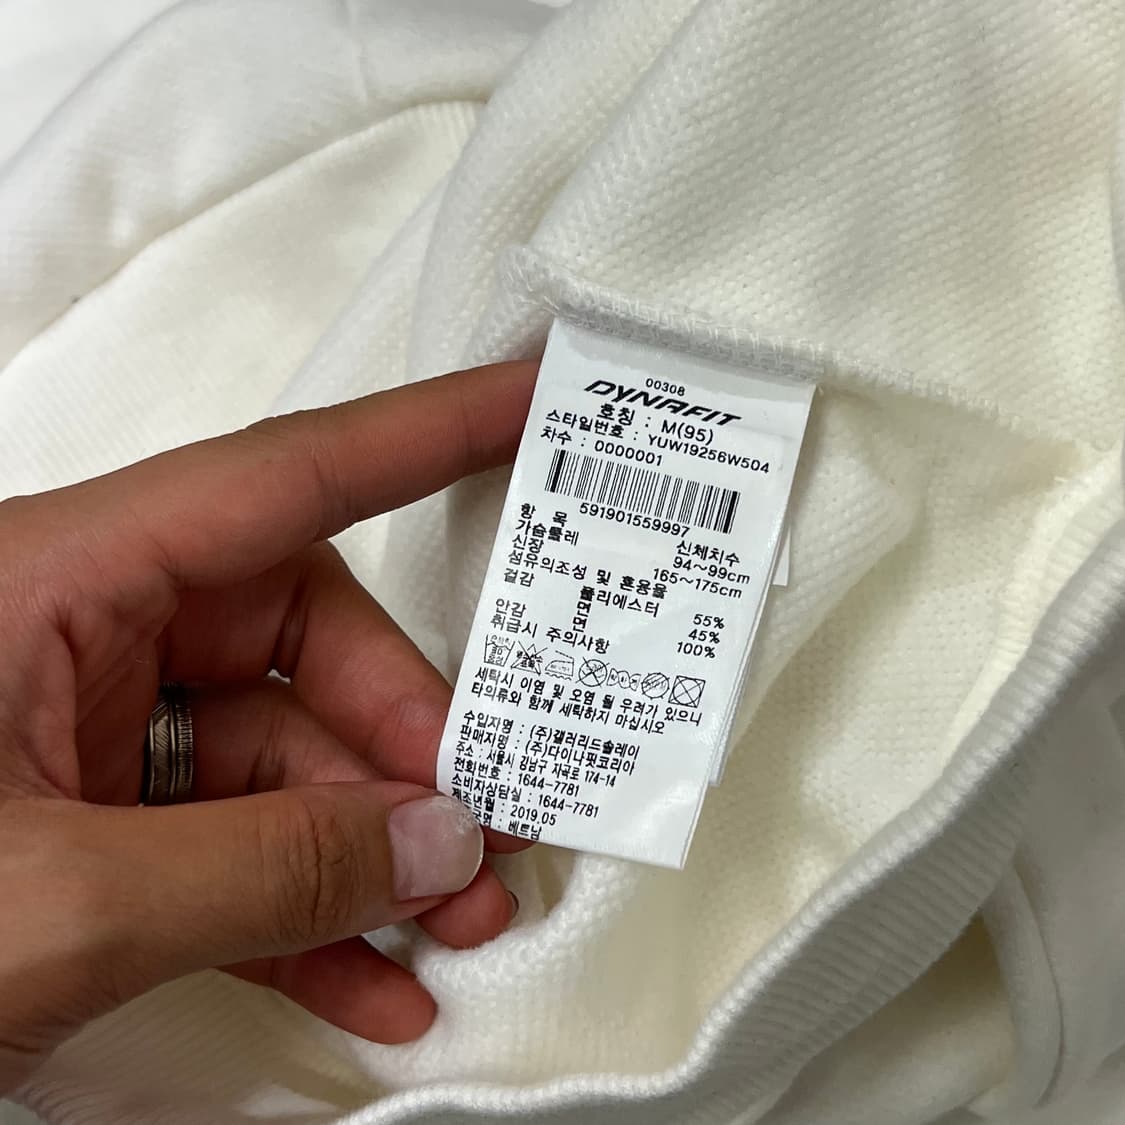 00308
DYNAFIT
호칭 : M(95)
스타일번호 : YUW19256W504
차수 : 0000001
591901559997
항 목 신체치수
가슴둘레 94~99cm
신장 165~175cm
섬유의조성 및 혼용율
겉감 폴리에스터 55%
면 45%
안감 면 100%
취급시 주의사항
세탁시 이염 및 오염 될 우려가 있으니
타의류와 함께 세탁하지 마십시오
수입자명 : (주)갤러리드솔레이
판매자명 : (주)다이나핏코리아
주소 : 서울시 강남구 자곡로 174-14
전화번호 : 1644-7781
소비자상담실 : 1644-7781
제조년월 : 2019.05
국명 : 베트남